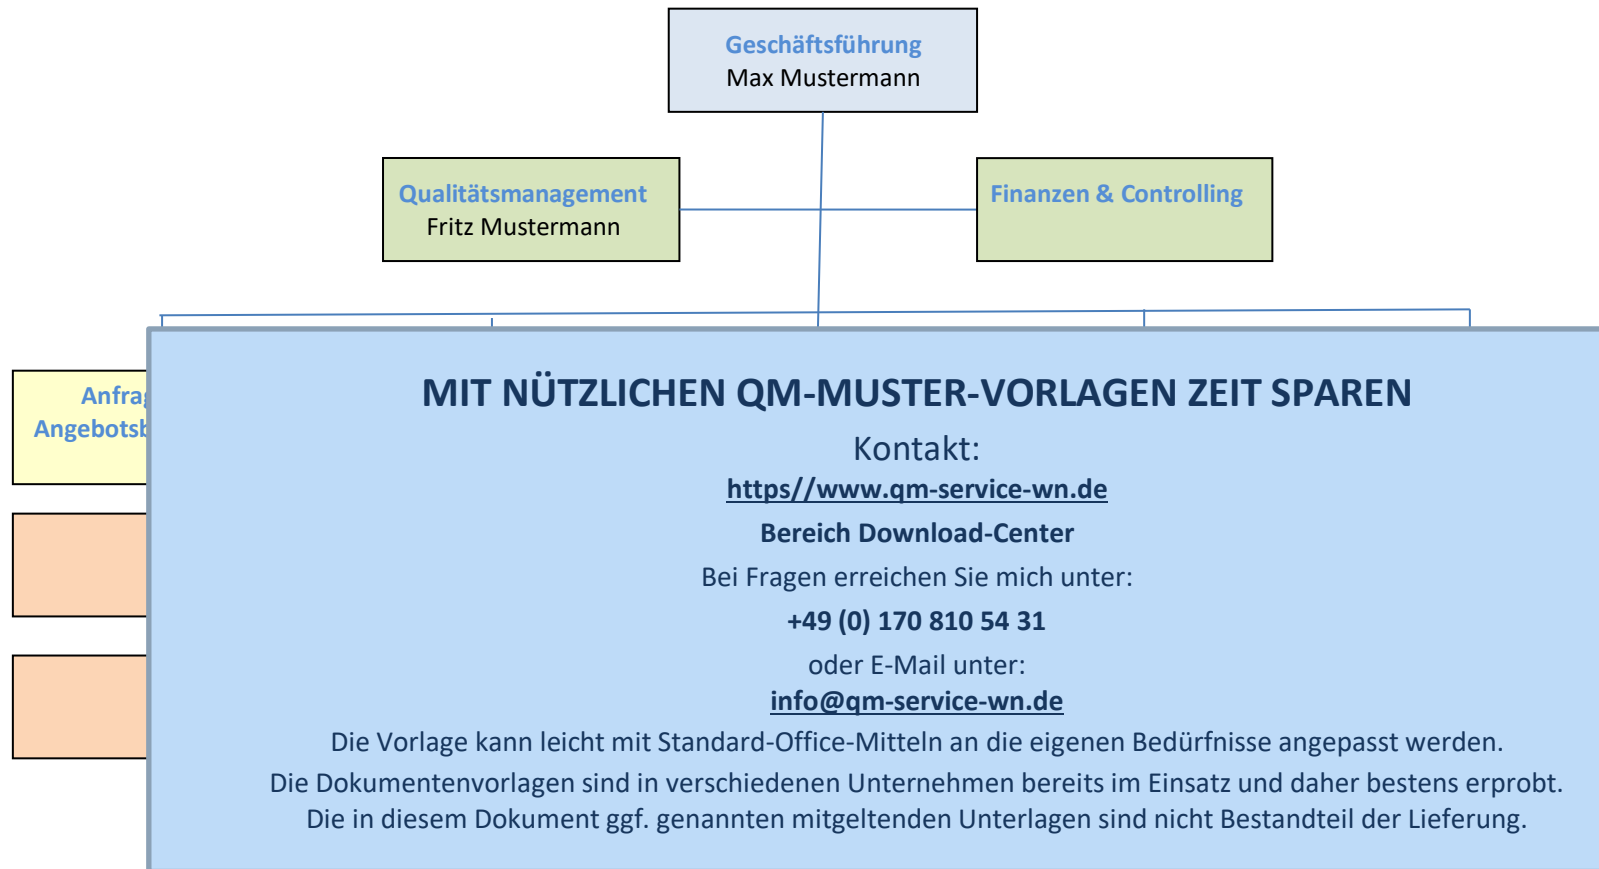 Geschäftsführung
Max Mustermann
Qualitätsmanagement
Fritz Mustermann
Finanzen & Controlling
MIT NÜTZLICHEN QM-MUSTER-VORLAGEN ZEIT SPAREN
Kontakt:
https//www.qm-service-wn.de
Bereich Download-Center
Bei Fragen erreichen Sie mich unter:
+49 (0) 170 810 54 31
oder E-Mail unter:
info@qm-service-wn.de
Die Vorlage kann leicht mit Standard-Office-Mitteln an die eigenen Bedürfnisse angepasst werden.
Die Dokumentenvorlagen sind in verschiedenen Unternehmen bereits im Einsatz und daher bestens erprobt.
Die in diesem Dokument ggf. genannten mitgeltenden Unterlagen sind nicht Bestandteil der Lieferung.